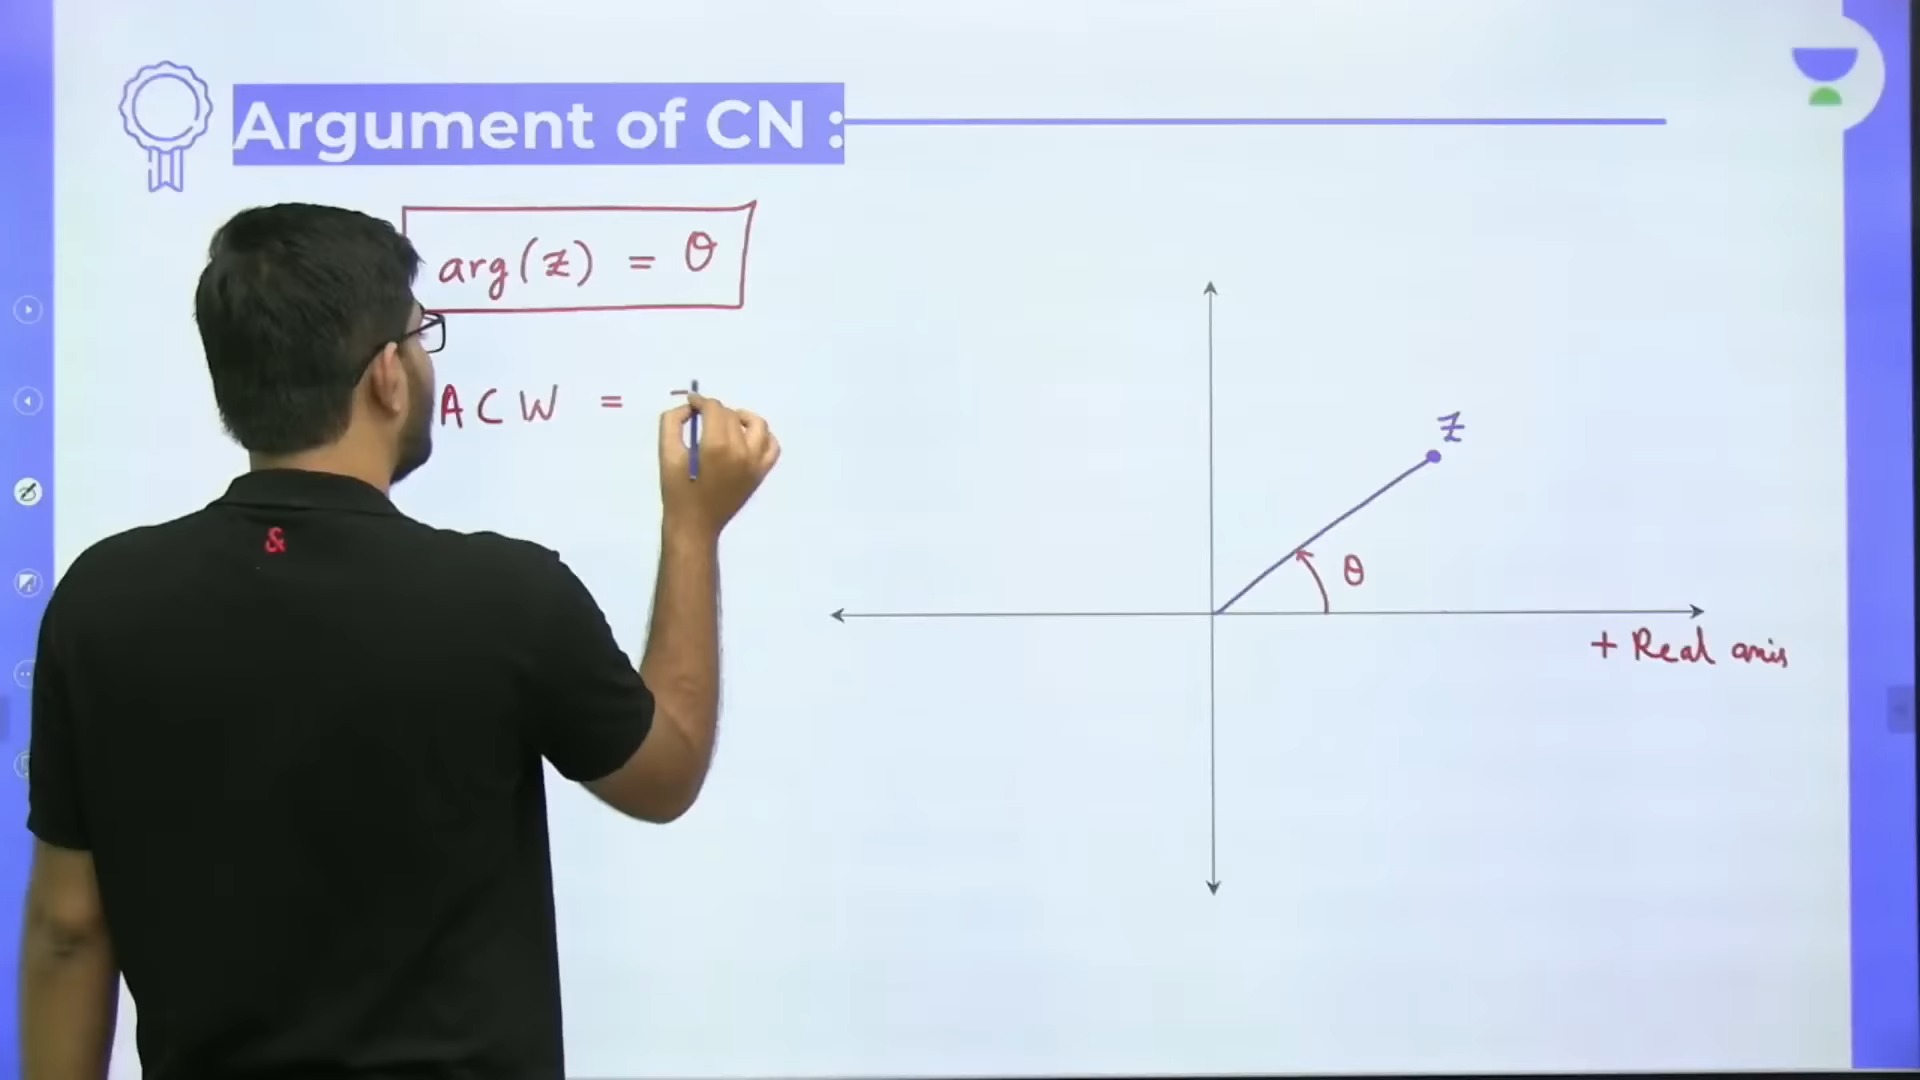 Argument of CN :
arg(z) = θ
ACW =
z
θ
+ Real axis
&